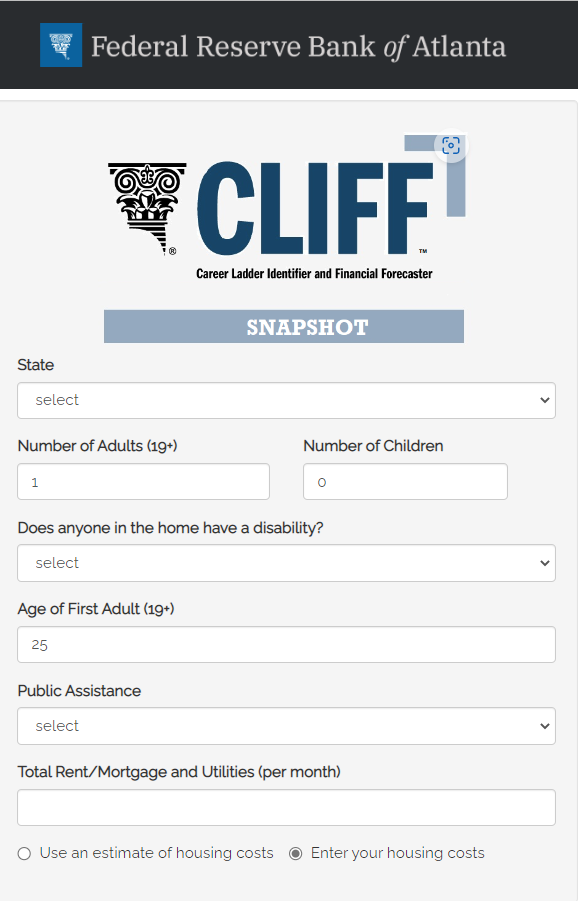 Federal Reserve Bank of Atlanta
CLIFF™
®
Career Ladder Identifier and Financial Forecaster
SNAPSHOT
State
select
Number of Adults (19+) Number of Children
1 0
Does anyone in the home have a disability?
select
Age of First Adult (19+)
25
Public Assistance
select
Total Rent/Mortgage and Utilities (per month)
Use an estimate of housing costs Enter your housing costs